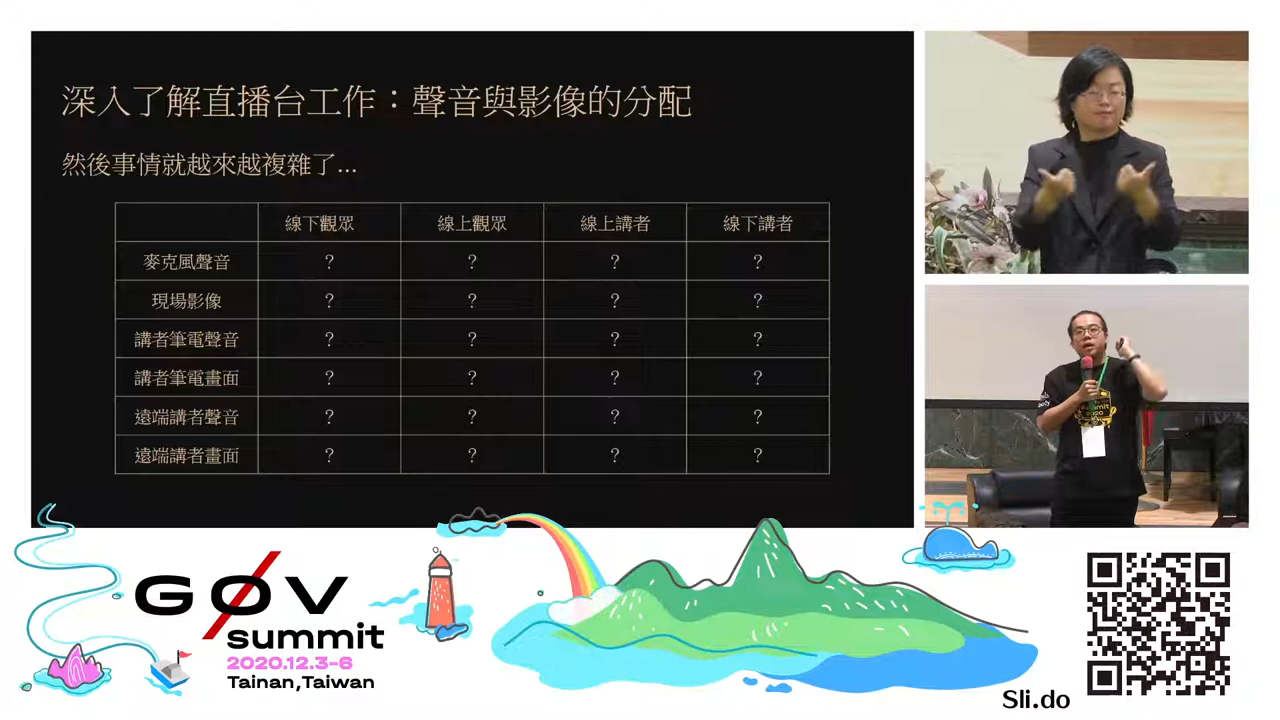 深入了解直播台工作：聲音與影像的分配
然後事情就越來越複雜了...
線下觀眾 線上觀眾 線上講者 線下講者
麥克風聲音 ? ? ? ?
現場影像 ? ? ? ?
講者筆電聲音 ? ? ? ?
講者筆電畫面 ? ? ? ?
遠端講者聲音 ? ? ? ?
遠端講者畫面 ? ? ? ?
summit
2020
GØV
summit
2020.12.3-6
Tainan,Taiwan
Sli.do